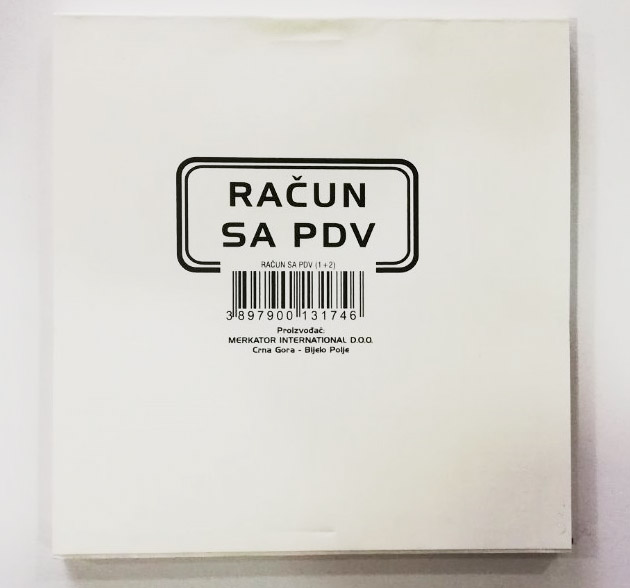 RAČUN
SA PDV
RAČUN SA PDV (1+2)
3 897900 131746
Proizvođač:
MERKATOR INTERNATIONAL D.O.O.
Crna Gora - Bijelo Polje